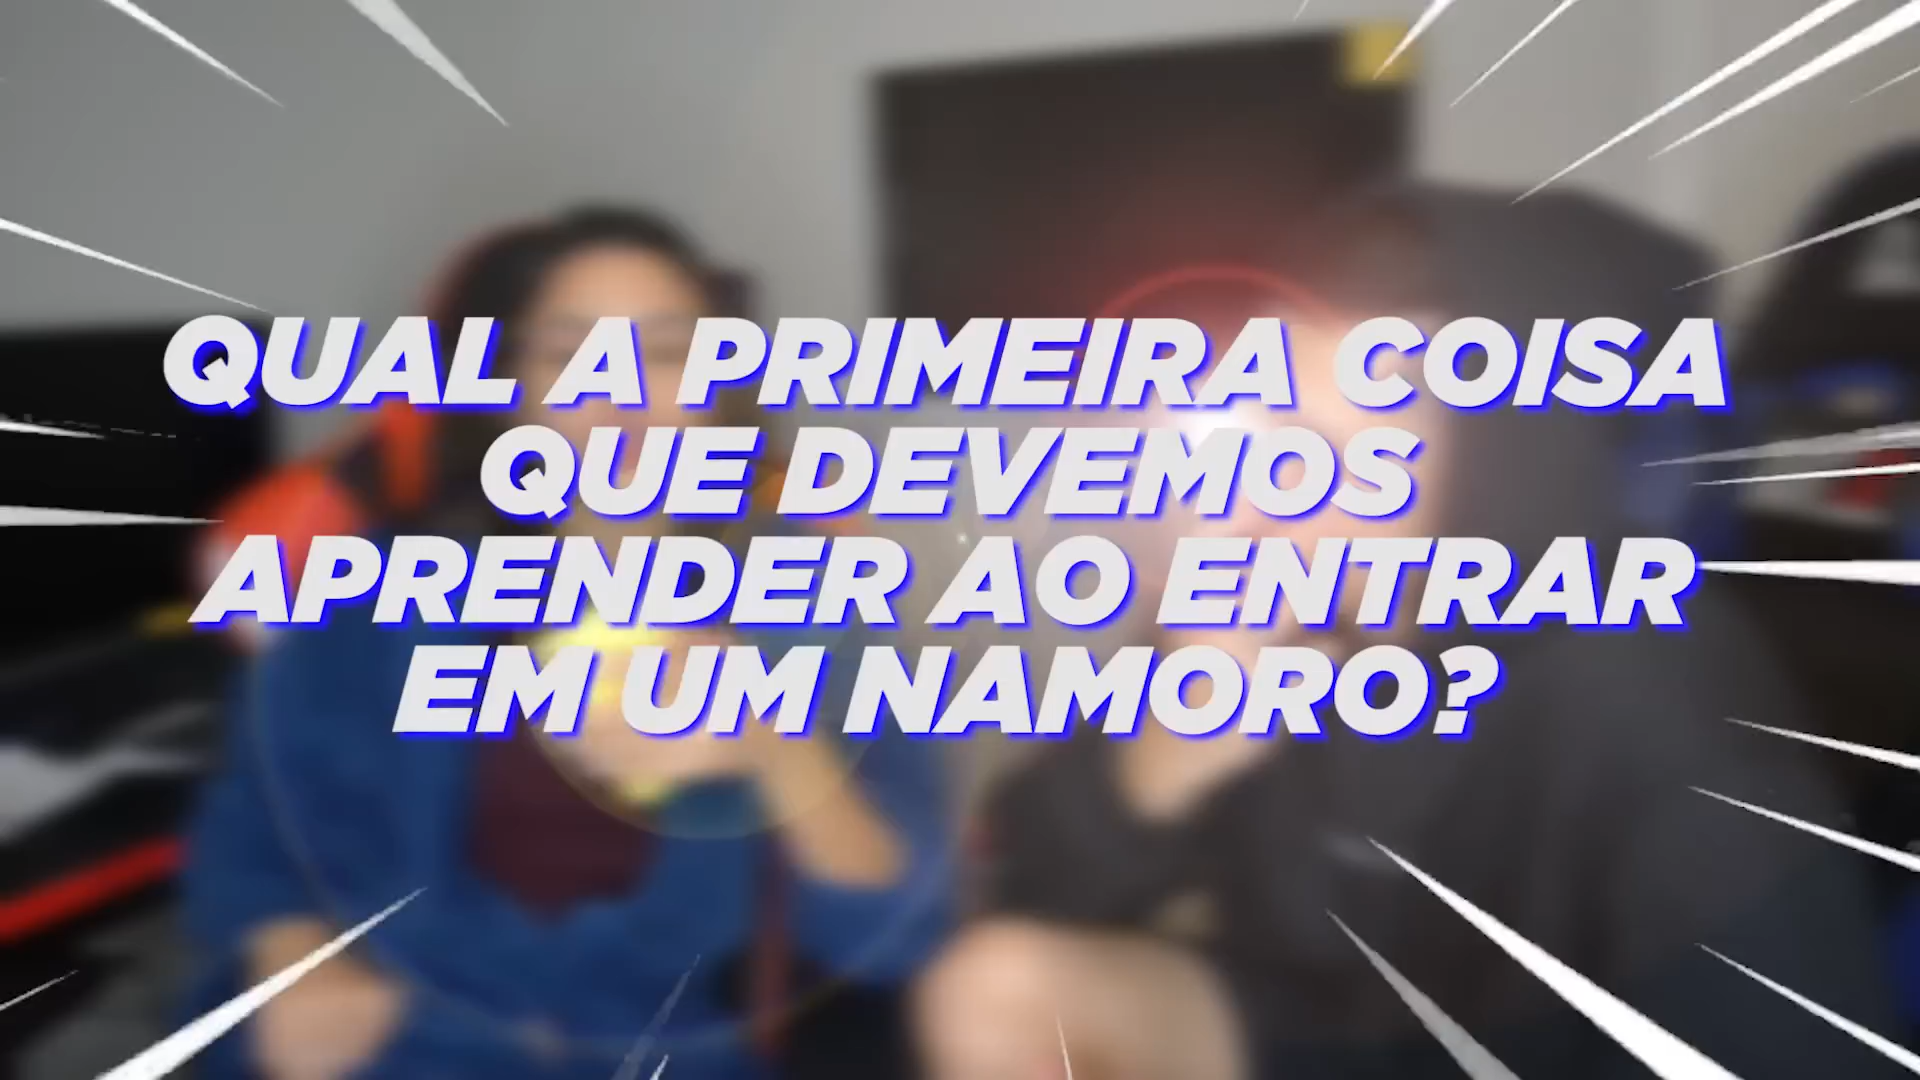 QUAL A PRIMEIRA COISA
QUE DEVEMOS
APRENDER AO ENTRAR
EM UM NAMORO?